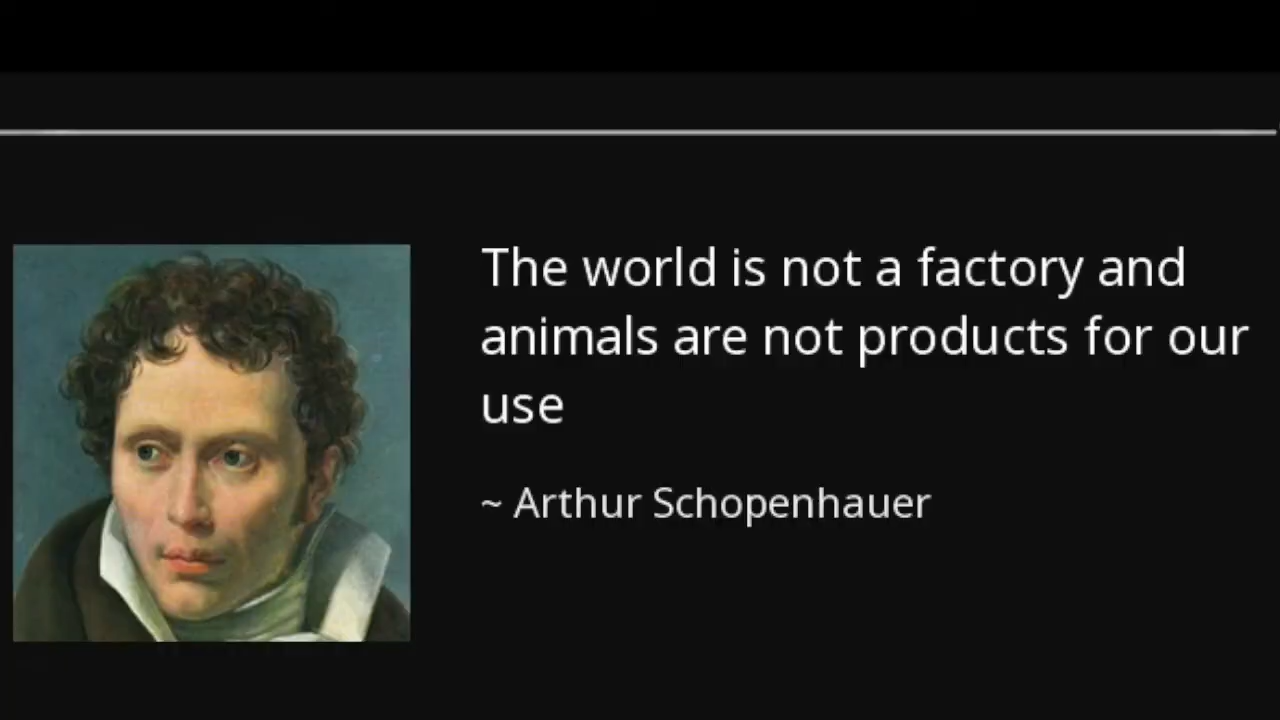 The world is not a factory and
animals are not products for our
use
~ Arthur Schopenhauer